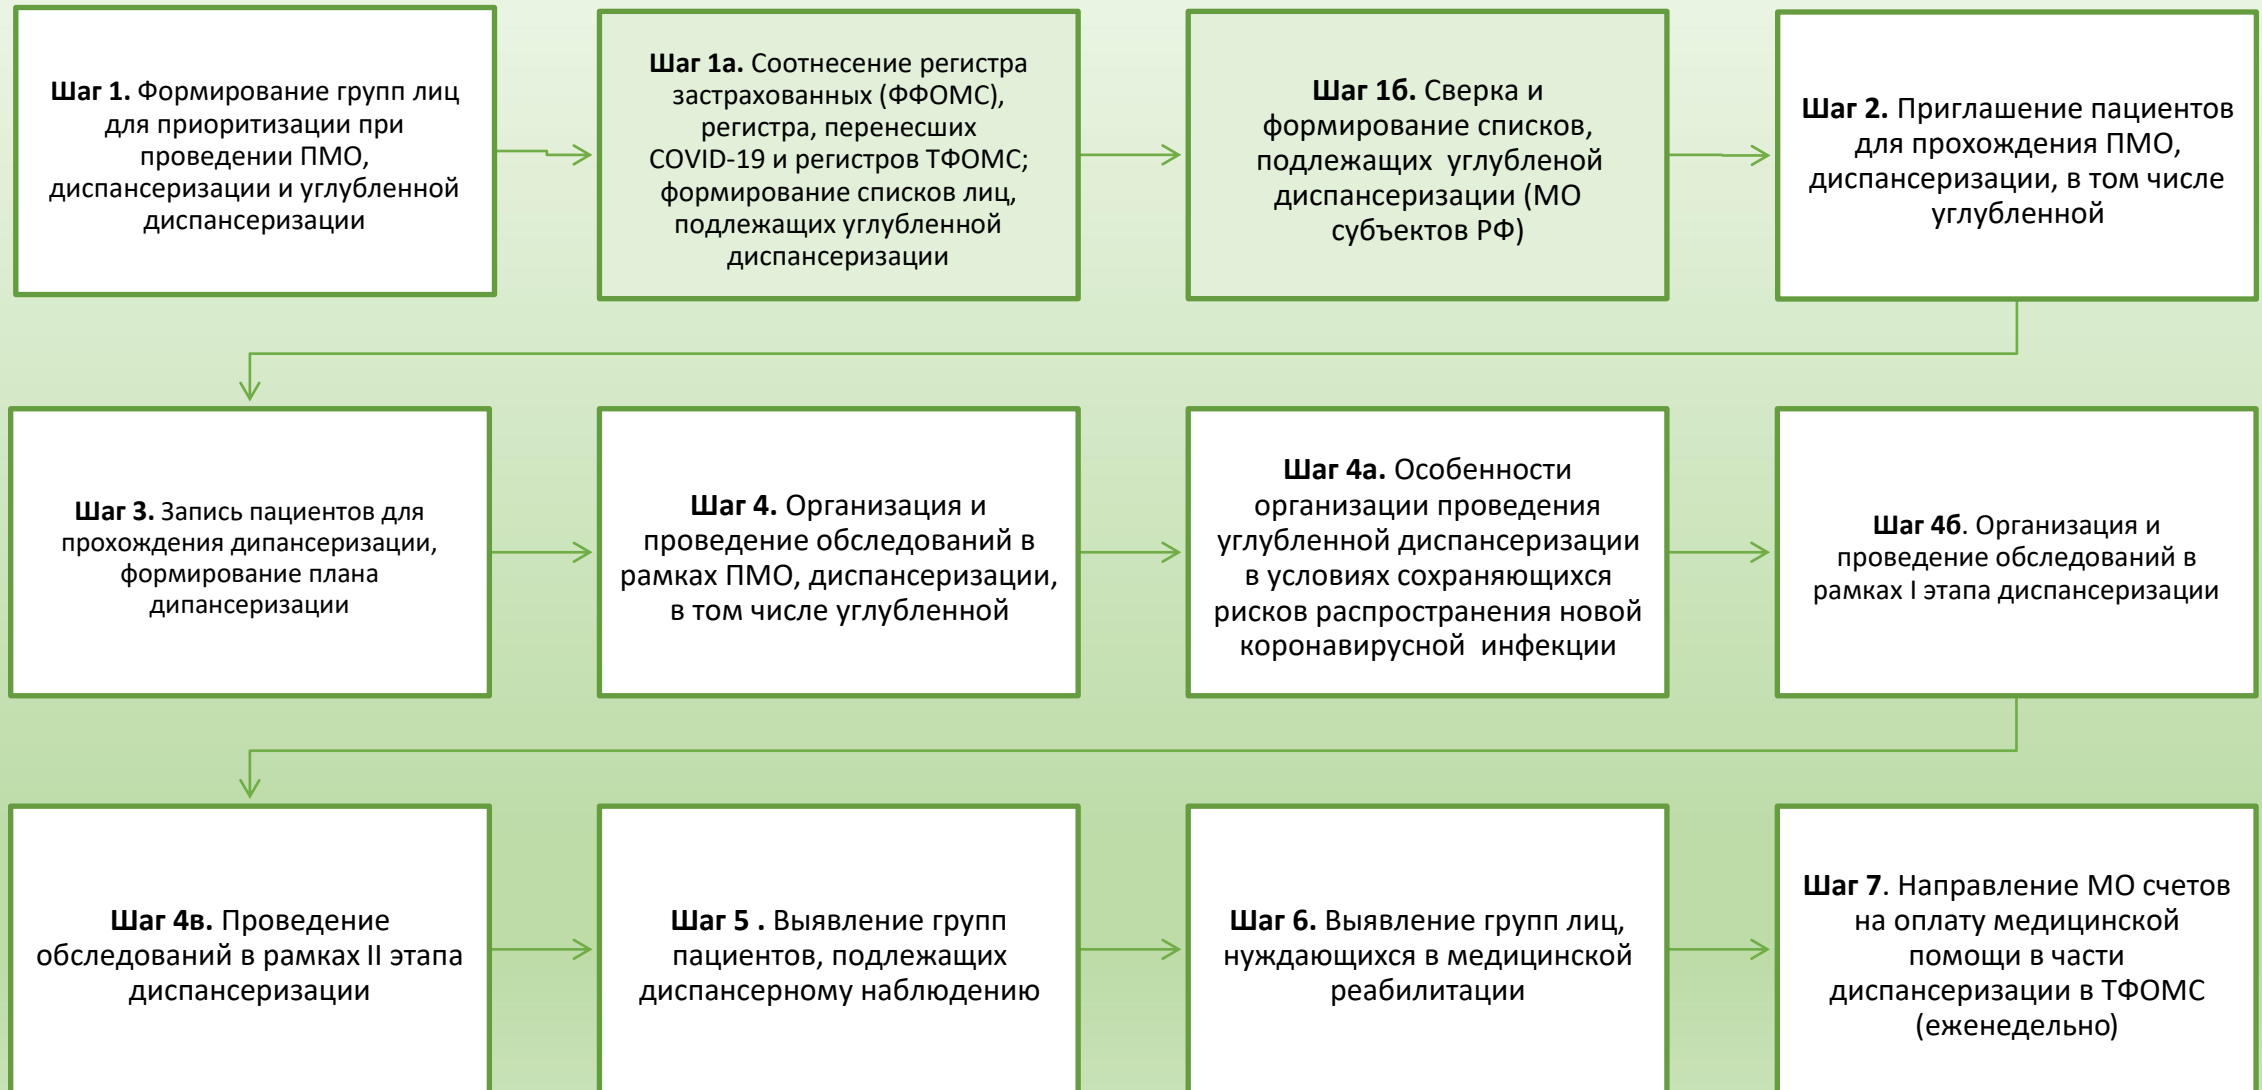 Шаг 1. Формирование групп лиц
для приоритизации при
проведении ПМО,
диспансеризации и углубленной
диспансеризации
Шаг 1а. Соотнесение регистра
застрахованных (ФФОМС),
регистра, перенесших
COVID-19 и регистров ТФОМС;
формирование списков лиц,
подлежащих углубленной
диспансеризации
Шаг 1б. Сверка и
формирование списков,
подлежащих углубленой
диспансеризации (МО
субъектов РФ)
Шаг 2. Приглашение пациентов
для прохождения ПМО,
диспансеризации, в том числе
углубленной
Шаг 3. Запись пациентов для
прохождения дипансеризации,
формирование плана
дипансеризации
Шаг 4. Организация и
проведение обследований в
рамках ПМО, диспансеризации,
в том числе углубленной
Шаг 4а. Особенности
организации проведения
углубленной диспансеризации
в условиях сохраняющихся
рисков распространения новой
коронавирусной инфекции
Шаг 4б. Организация и
проведение обследований в
рамках I этапа диспансеризации
Шаг 4в. Проведение
обследований в рамках II этапа
диспансеризации
Шаг 5 . Выявление групп
пациентов, подлежащих
диспансерному наблюдению
Шаг 6. Выявление групп лиц,
нуждающихся в медицинской
реабилитации
Шаг 7. Направление МО счетов
на оплату медицинской
помощи в части
диспансеризации в ТФОМС
(еженедельно)